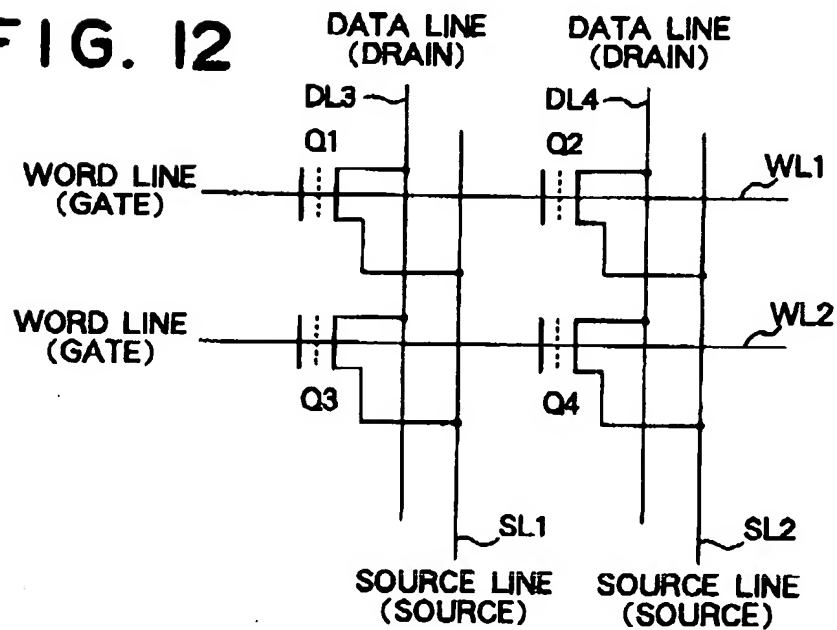 FIG. 12
DATA LINE
(DRAIN)
DATA LINE
(DRAIN)
DL3
DL4
Q1
Q2
WORD LINE
(GATE)
WL1
WORD LINE
(GATE)
WL2
Q3
Q4
SL1
SL2
SOURCE LINE
(SOURCE)
SOURCE LINE
(SOURCE)